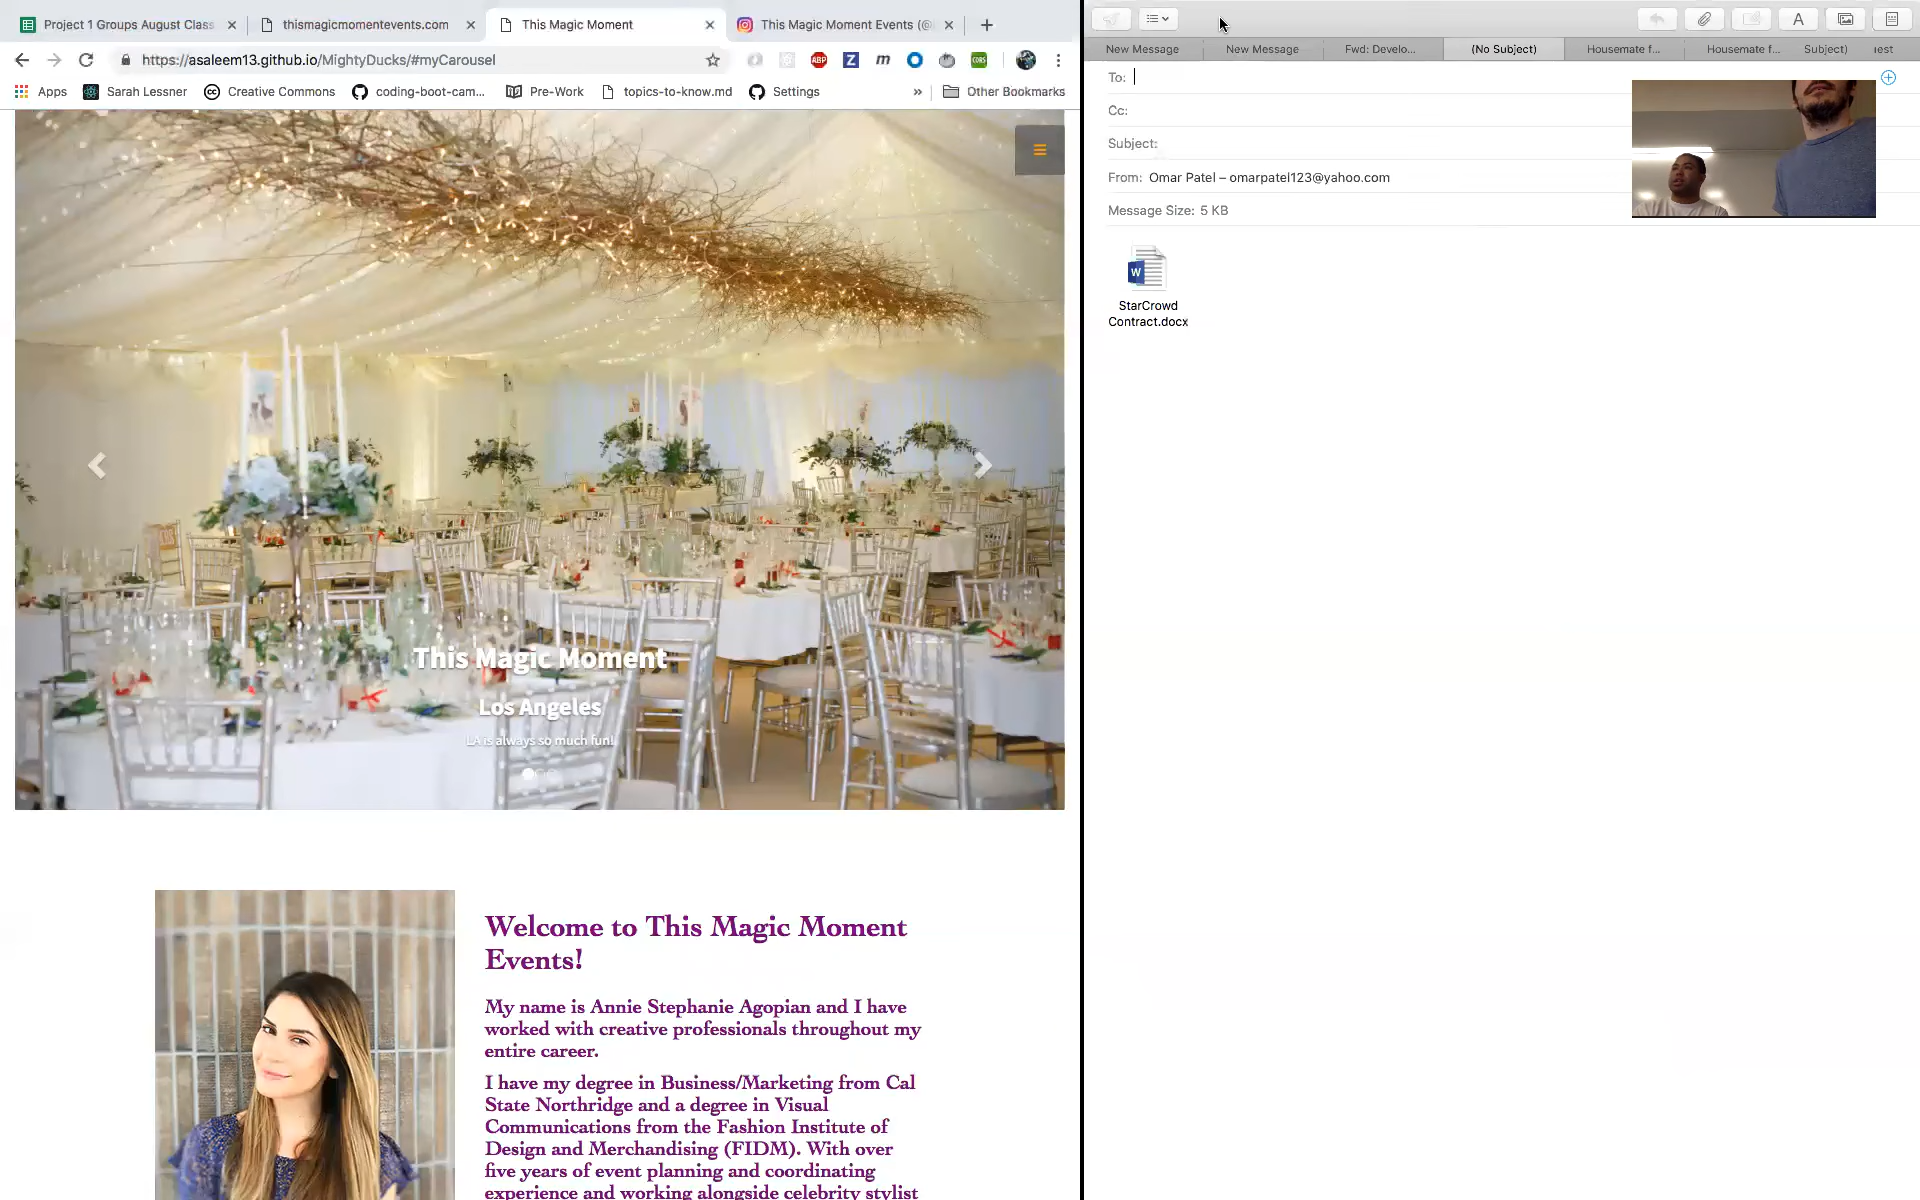 Project 1 Groups August Class
thismagicmomentevents.com
This Magic Moment
This Magic Moment Events (@
https://asaleem13.github.io/MightyDucks/#myCarousel
ABP
Z
m
CORS
Apps
Sarah Lessner
Creative Commons
coding-boot-cam...
Pre-Work
topics-to-know.md
Settings
»
Other Bookmarks
This Magic Moment
Los Angeles
LA is always so much fun!
Welcome to This Magic Moment
Events!
My name is Annie Stephanie Agopian and I have
worked with creative professionals throughout my
entire career.
I have my degree in Business/Marketing from Cal
State Northridge and a degree in Visual
Communications from the Fashion Institute of
Design and Merchandising (FIDM). With over
five years of event planning and coordinating
experience and working alongside celebrity stylist
A
New Message
New Message
Fwd: Develo...
(No Subject)
Housemate f...
Housemate f...
Subject)
To:
Cc:
Subject:
From: Omar Patel – omarpatel123@yahoo.com
Message Size: 5 KB
W
StarCrowd
Contract.docx